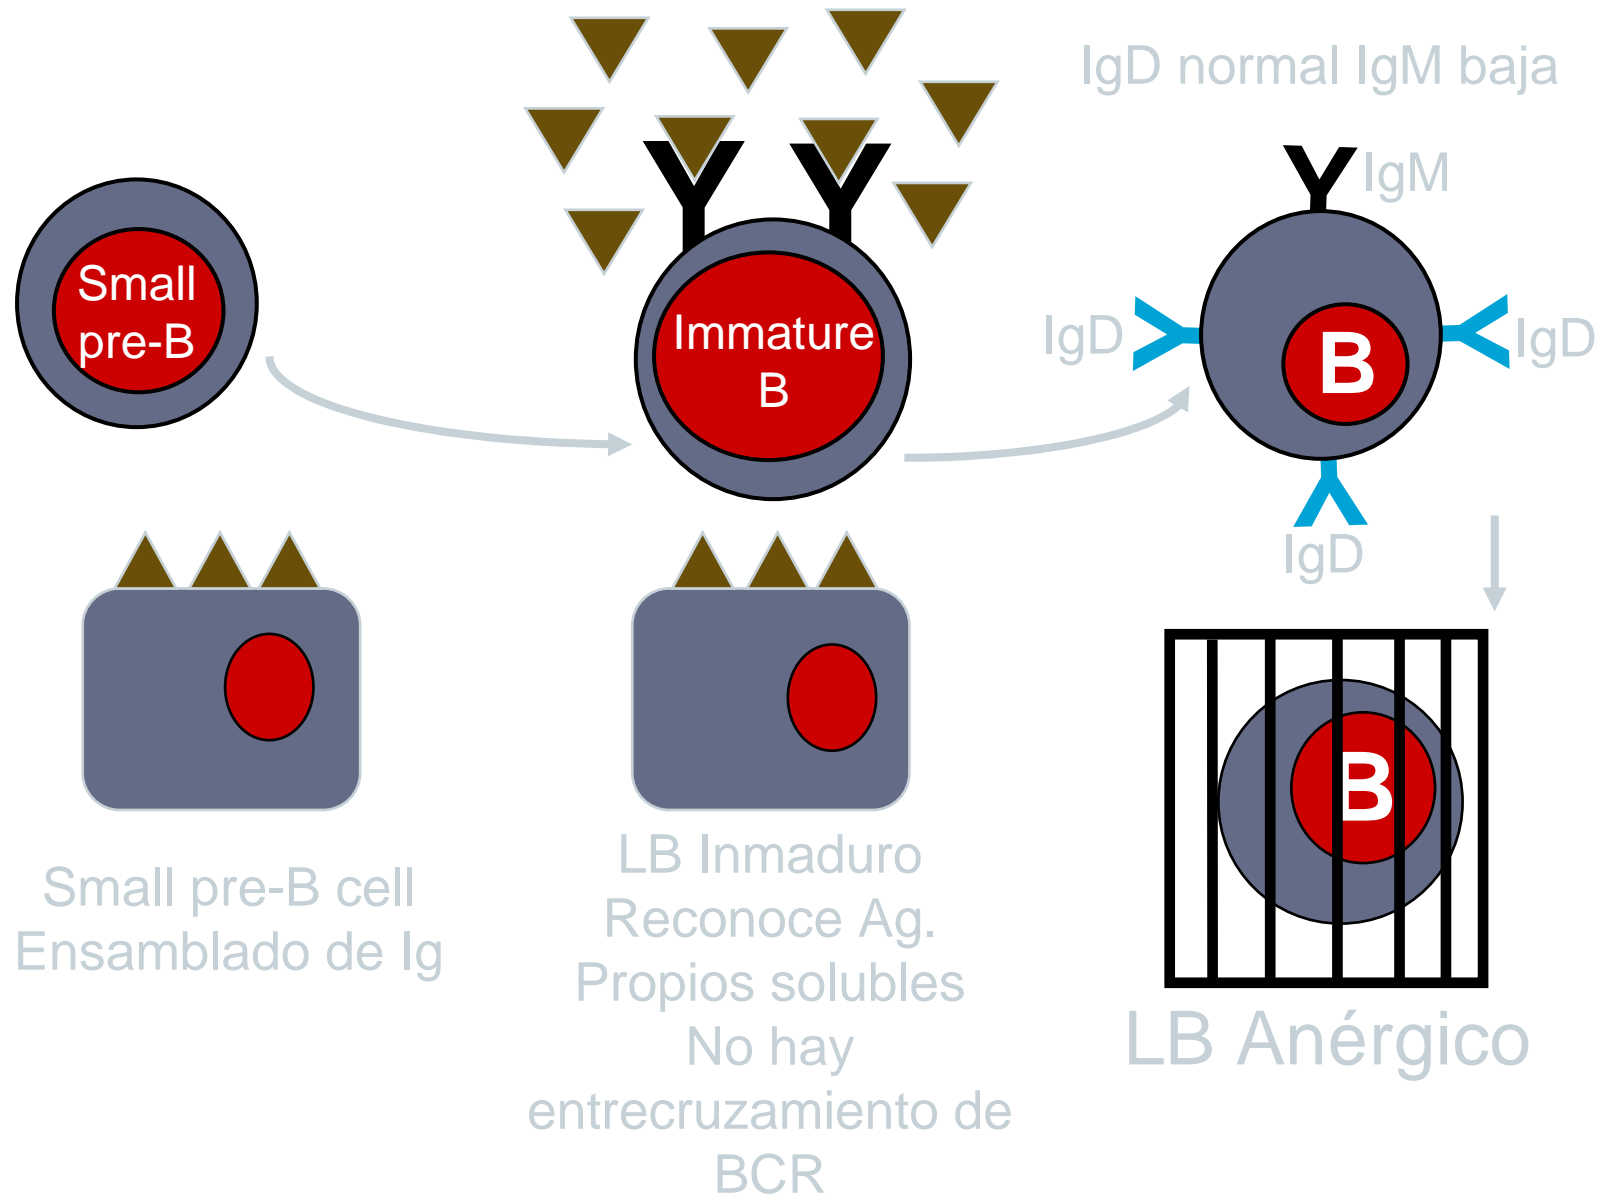 IgD normal IgM baja
IgM
Small
pre-B
Immature
B
IgD
IgD
B
IgD
B
Small pre-B cell
Ensamblado de Ig
LB Inmaduro
Reconoce Ag.
Propios solubles
No hay
entrecruzamiento de
BCR
LB Anérgico